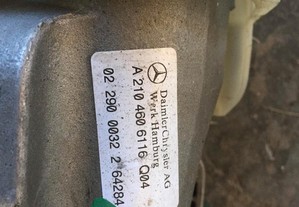 DaimlerChrysler AG
Werk Hamburg
A 210 460 6116 Q04
02 290 0032 2 64284